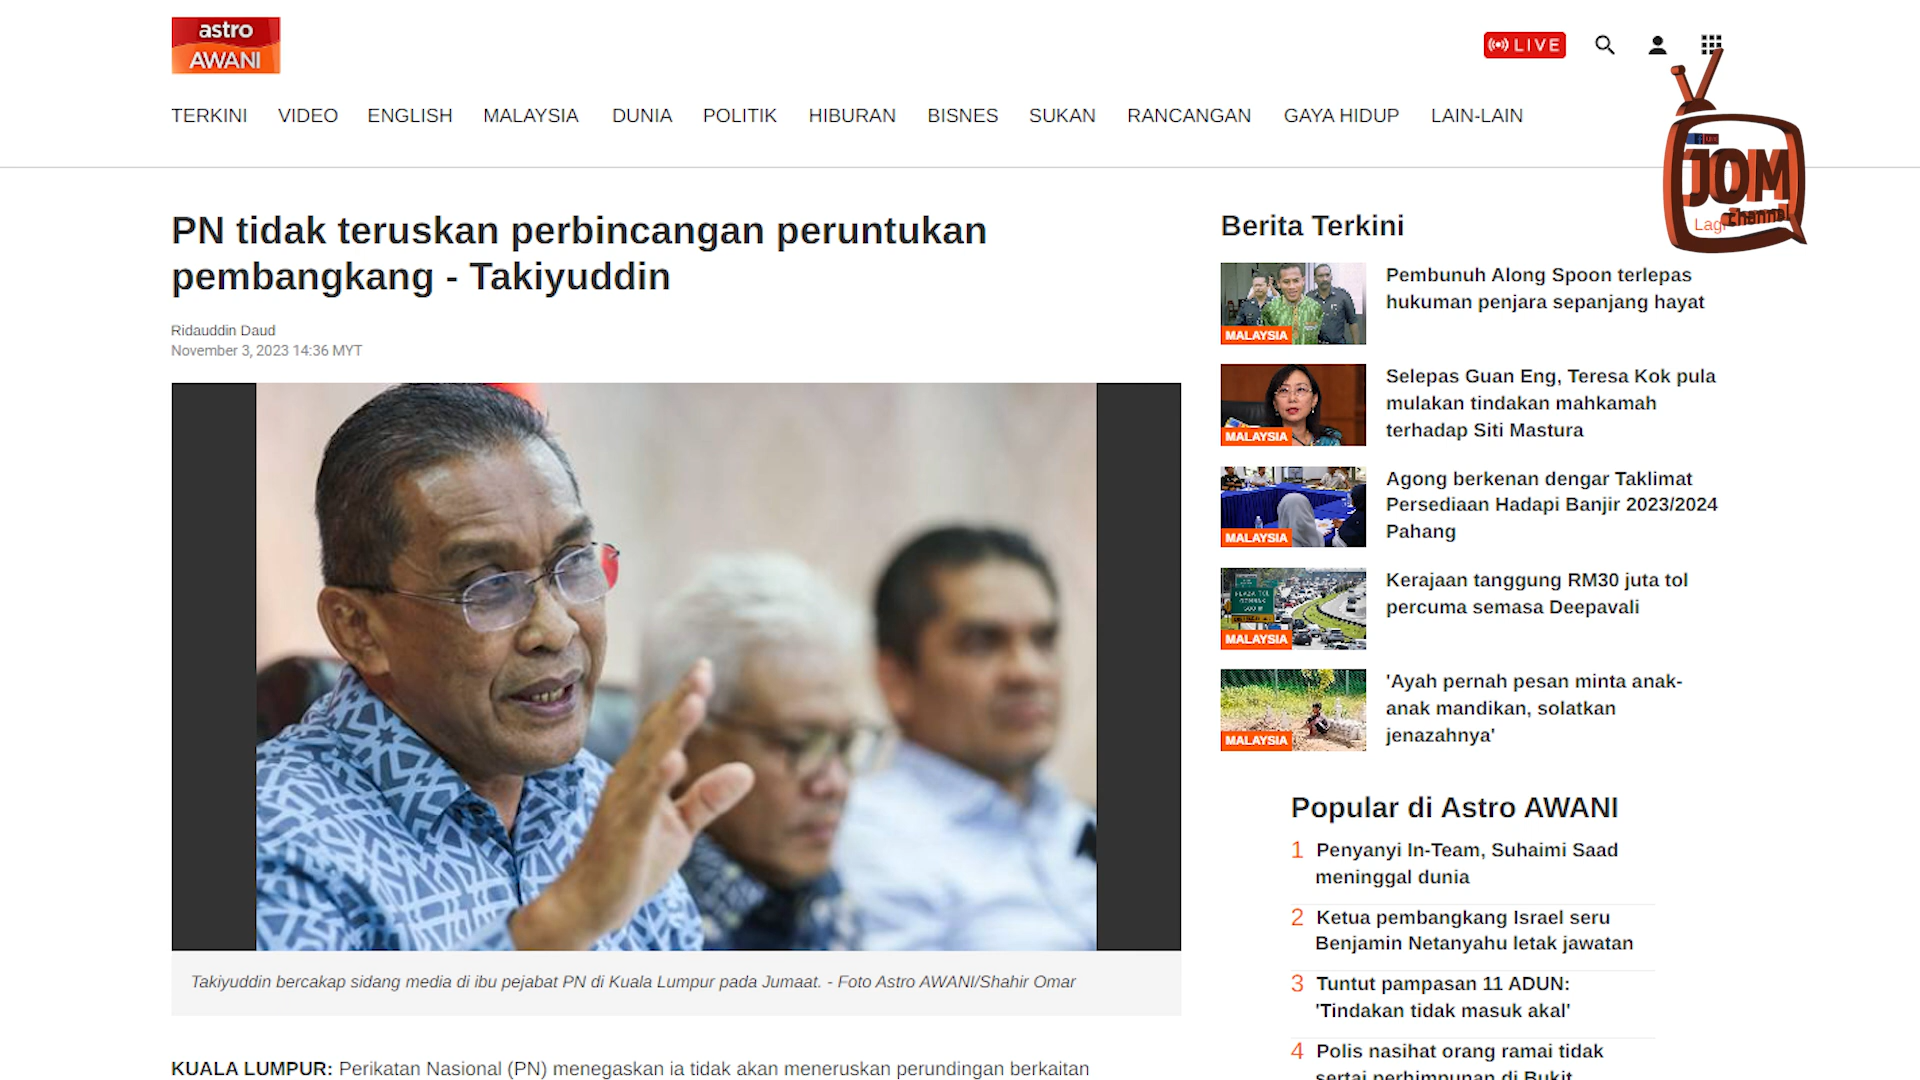 astro
AWANI
LIVE
TERKINI VIDEO ENGLISH MALAYSIA DUNIA POLITIK HIBURAN BISNES SUKAN RANCANGAN GAYA HIDUP LAIN-LAIN
JOM
channel
PN tidak teruskan perbincangan peruntukan
pembangkang - Takiyuddin
Ridauddin Daud
November 3, 2023 14:36 MYT
Takiyuddin bercakap sidang media di ibu pejabat PN di Kuala Lumpur pada Jumaat. - Foto Astro AWANI/Shahir Omar
KUALA LUMPUR: Perikatan Nasional (PN) menegaskan ia tidak akan meneruskan perundingan berkaitan
Berita Terkini
MALAYSIA
Pembunuh Along Spoon terlepas
hukuman penjara sepanjang hayat
MALAYSIA
Selepas Guan Eng, Teresa Kok pula
mulakan tindakan mahkamah
terhadap Siti Mastura
MALAYSIA
Agong berkenan dengar Taklimat
Persediaan Hadapi Banjir 2023/2024
Pahang
PLAZA TOL
GOMBAK
500 m
MALAYSIA
Kerajaan tanggung RM30 juta tol
percuma semasa Deepavali
MALAYSIA
'Ayah pernah pesan minta anak-
anak mandikan, solatkan
jenazahnya'
Popular di Astro AWANI
1 Penyanyi In-Team, Suhaimi Saad
meninggal dunia
2 Ketua pembangkang Israel seru
Benjamin Netanyahu letak jawatan
3 Tuntut pampasan 11 ADUN:
'Tindakan tidak masuk akal'
4 Polis nasihat orang ramai tidak
sertai perhimpunan di Bukit